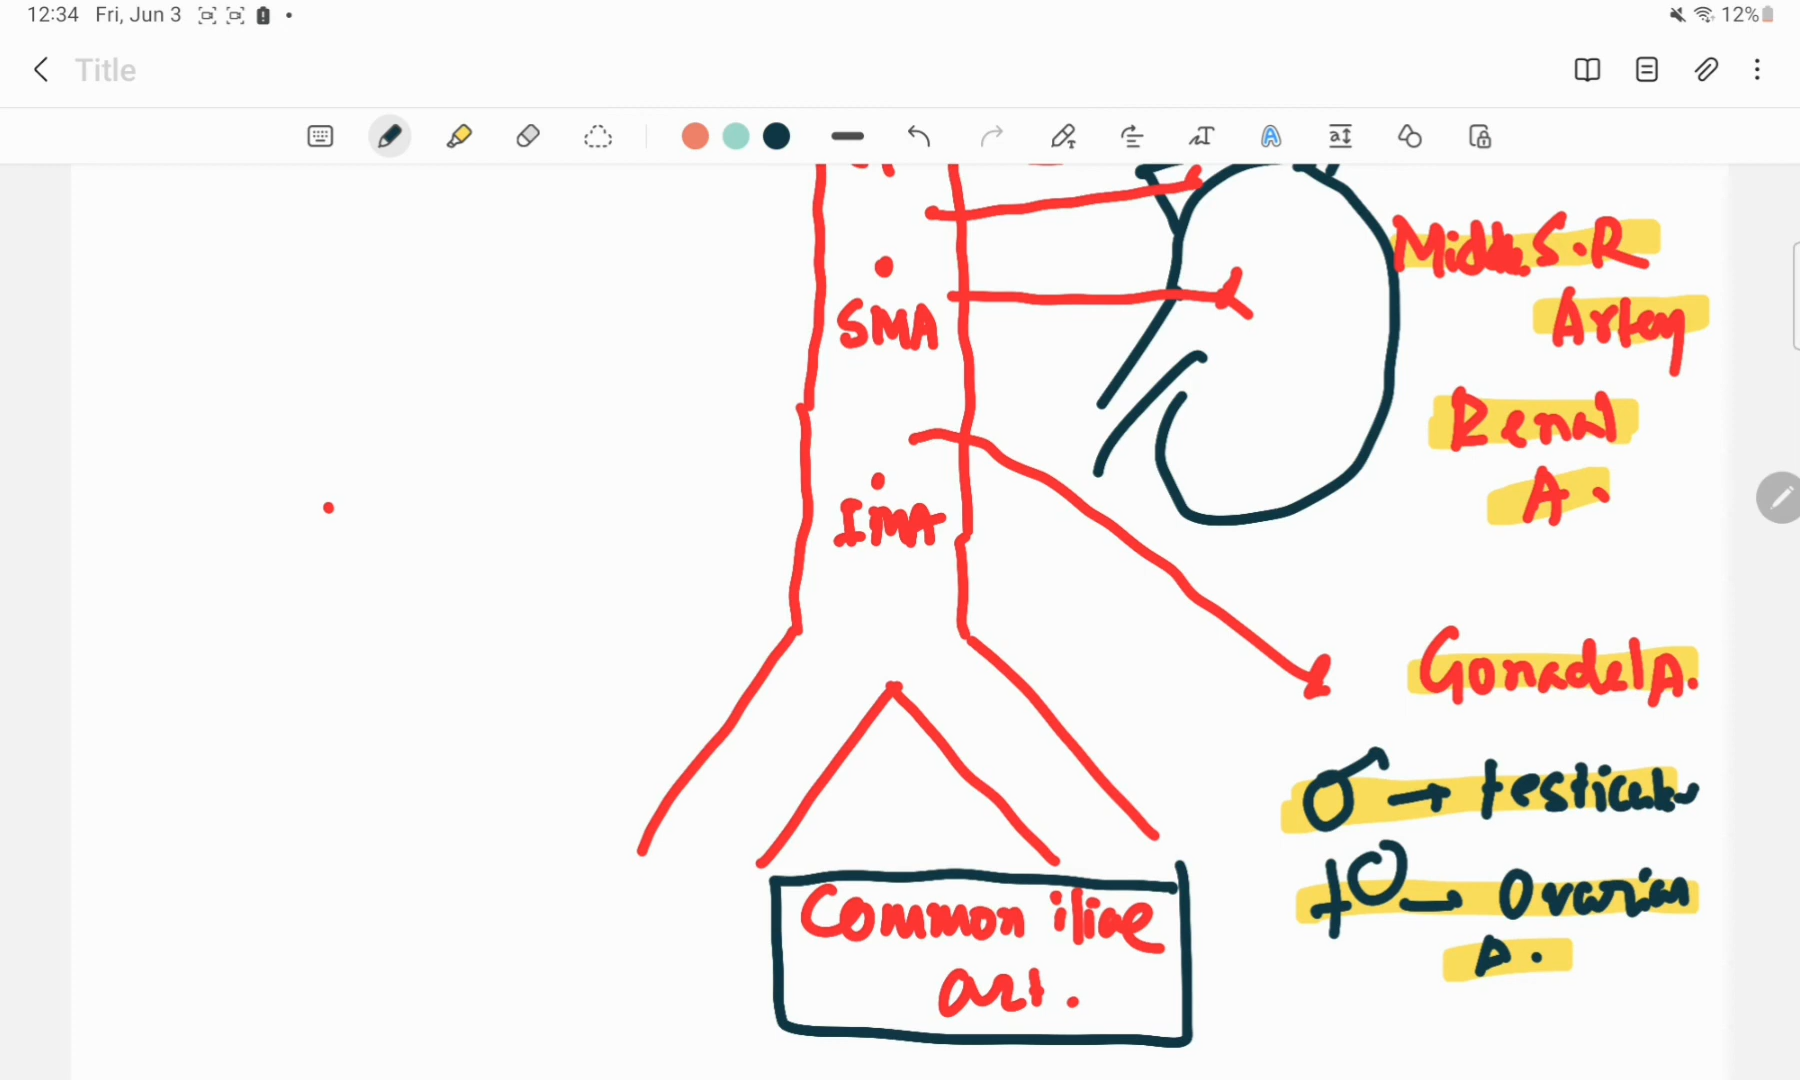 12:34 Fri, Jun 3
12%
Title
Middle S.R
Artery
SMA
Renal
A.
IMA
Gonadal A.
♂ → testicular
♀ → Ovarian
A.
Common iliac
art.